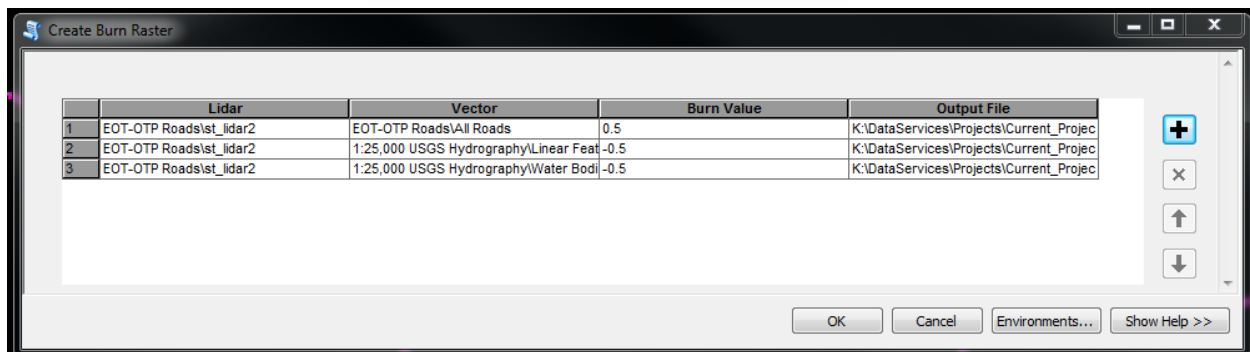 Create Burn Raster
Lidar Vector Burn Value Output File
1 EOT-OTP Roads\st_lidar2 EOT-OTP Roads\All Roads 0.5 K:\DataServices\Projects\Current_Projec
2 EOT-OTP Roads\st_lidar2 1:25,000 USGS Hydrography\Linear Feat -0.5 K:\DataServices\Projects\Current_Projec
3 EOT-OTP Roads\st_lidar2 1:25,000 USGS Hydrography\Water Bodi -0.5 K:\DataServices\Projects\Current_Projec
OK Cancel Environments... Show Help >>